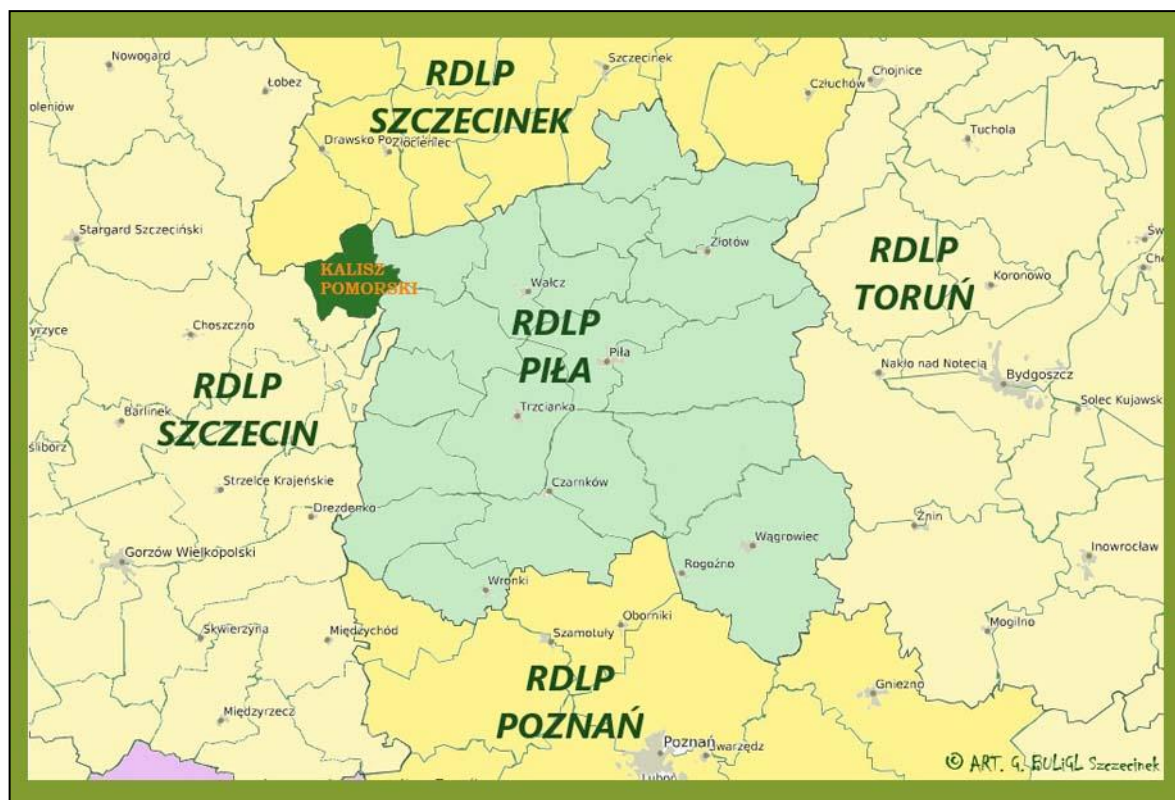 Nowogard
Szczecinek
RDLP
SZCZECINEK
Człuchów
Chojnice
Łobez
oleniów
Tuchola
Drawsko
Złocieniec
Stargard Szczeciński
Złotów
RDLP
TORUŃ
Koronowo
KALISZ
POMORSKI
Wałcz
Choszczno
RDLP
PIŁA
Piła
Nakło nad Notecią
Bydgoszcz
RDLP
SZCZECIN
Barlinek
Trzcianka
Solec Kujawsk
Strzelce Krajeńskie
Czarnków
Drezdenko
Żnin
Gorzów Wielkopolski
Wągrowiec
Inowrocław
Rogoźno
Wronki
Skwierzyna
Międzychód
Szamotuły
Oborniki
Mogilno
RDLP
POZNAŃ
Gniezno
Międzyrzecz
Poznań
© ART. G. BULiGL Szczecinek